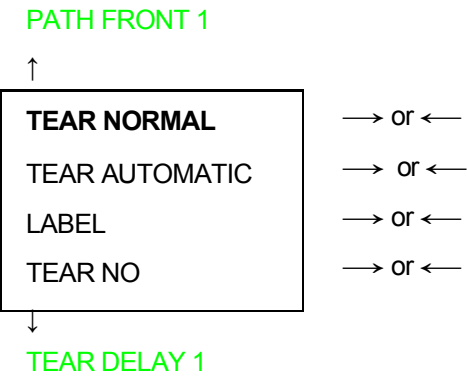 PATH FRONT 1
↑
TEAR NORMAL → or ←
TEAR AUTOMATIC → or ←
LABEL → or ←
TEAR NO → or ←
↓
TEAR DELAY 1